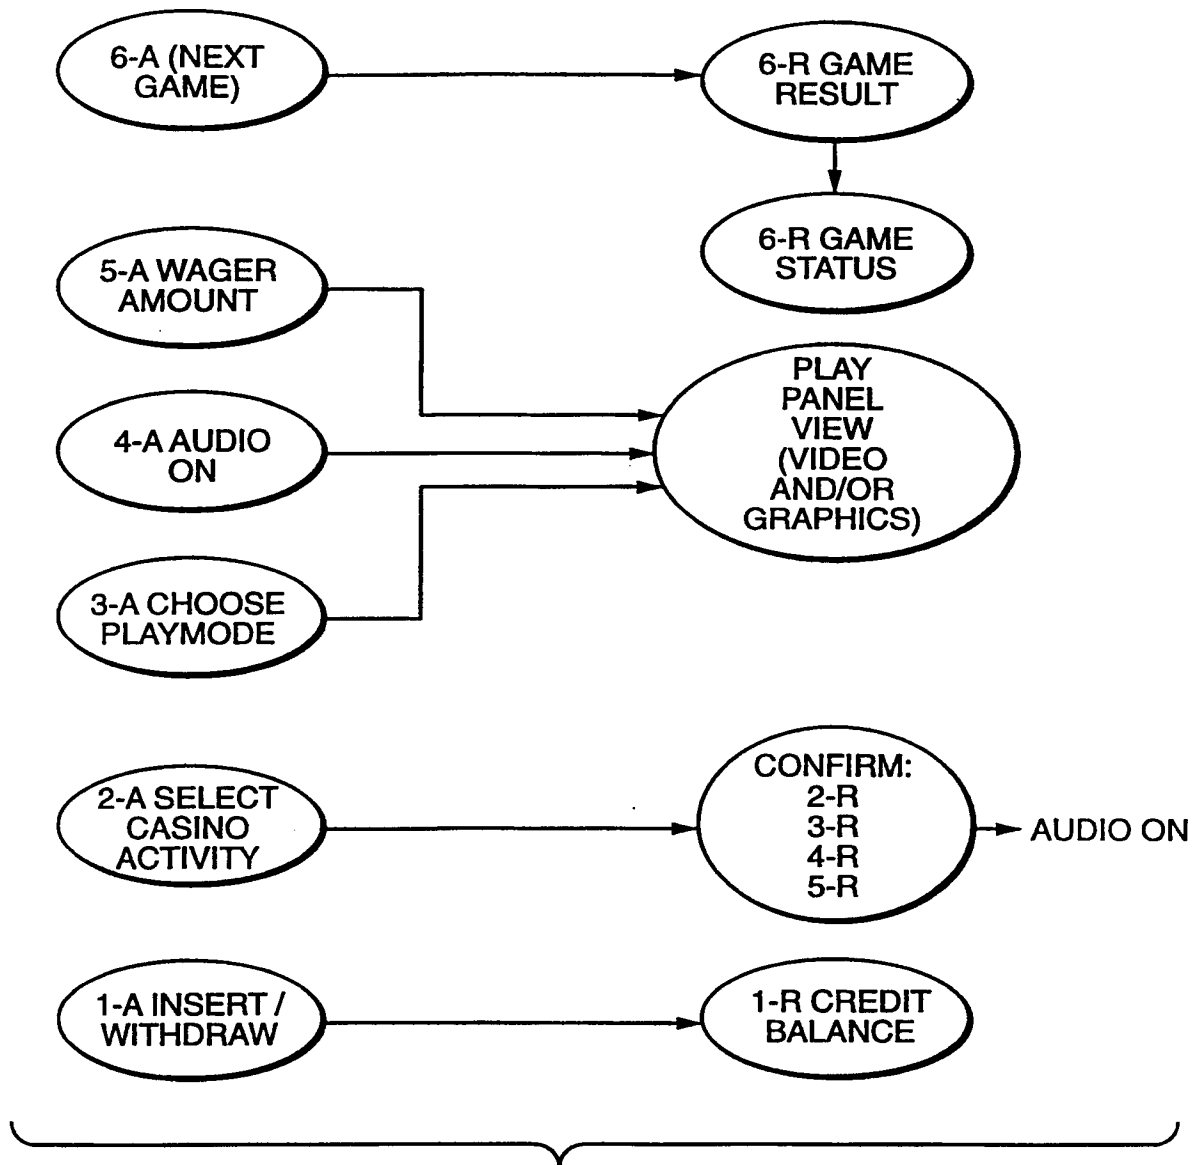 6-A (NEXT
GAME)
6-R GAME
RESULT
6-R GAME
STATUS
5-A WAGER
AMOUNT
4-A AUDIO
ON
3-A CHOOSE
PLAYMODE
PLAY
PANEL
VIEW
(VIDEO
AND/OR
GRAPHICS)
2-A SELECT
CASINO
ACTIVITY
CONFIRM:
2-R
3-R
4-R
5-R
AUDIO ON
1-A INSERT /
WITHDRAW
1-R CREDIT
BALANCE